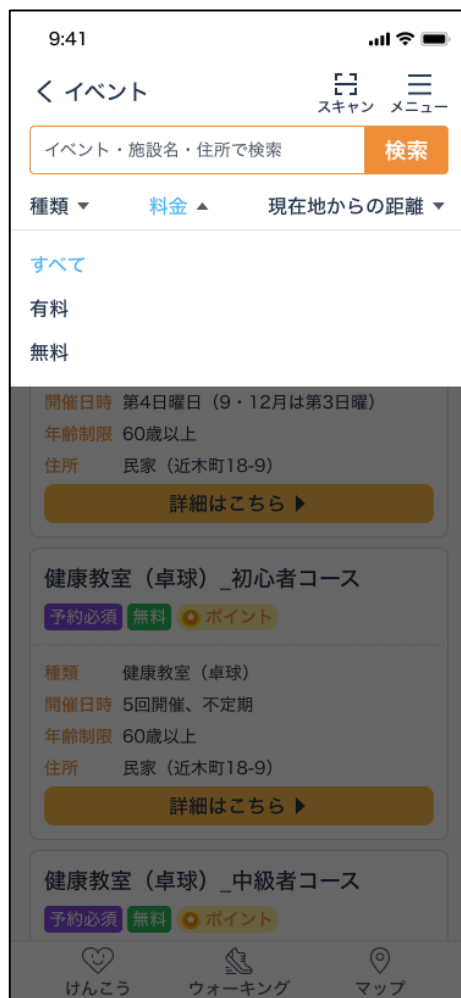 9:41
イベント
スキャン メニュー
イベント・施設名・住所で検索 検索
種類 料金 現在地からの距離
すべて
有料
無料
開催日時 第4日曜日（9・12月は第3日曜）
年齢制限 60歳以上
住所 民家（近木町18-9）
詳細はこちら
健康教室（卓球）_初心者コース
予約必須 無料 ポイント
種類 健康教室（卓球）
開催日時 5回開催、不定期
年齢制限 60歳以上
住所 民家（近木町18-9）
詳細はこちら
健康教室（卓球）_中級者コース
予約必須 無料 ポイント
けんこう ウォーキング マップ